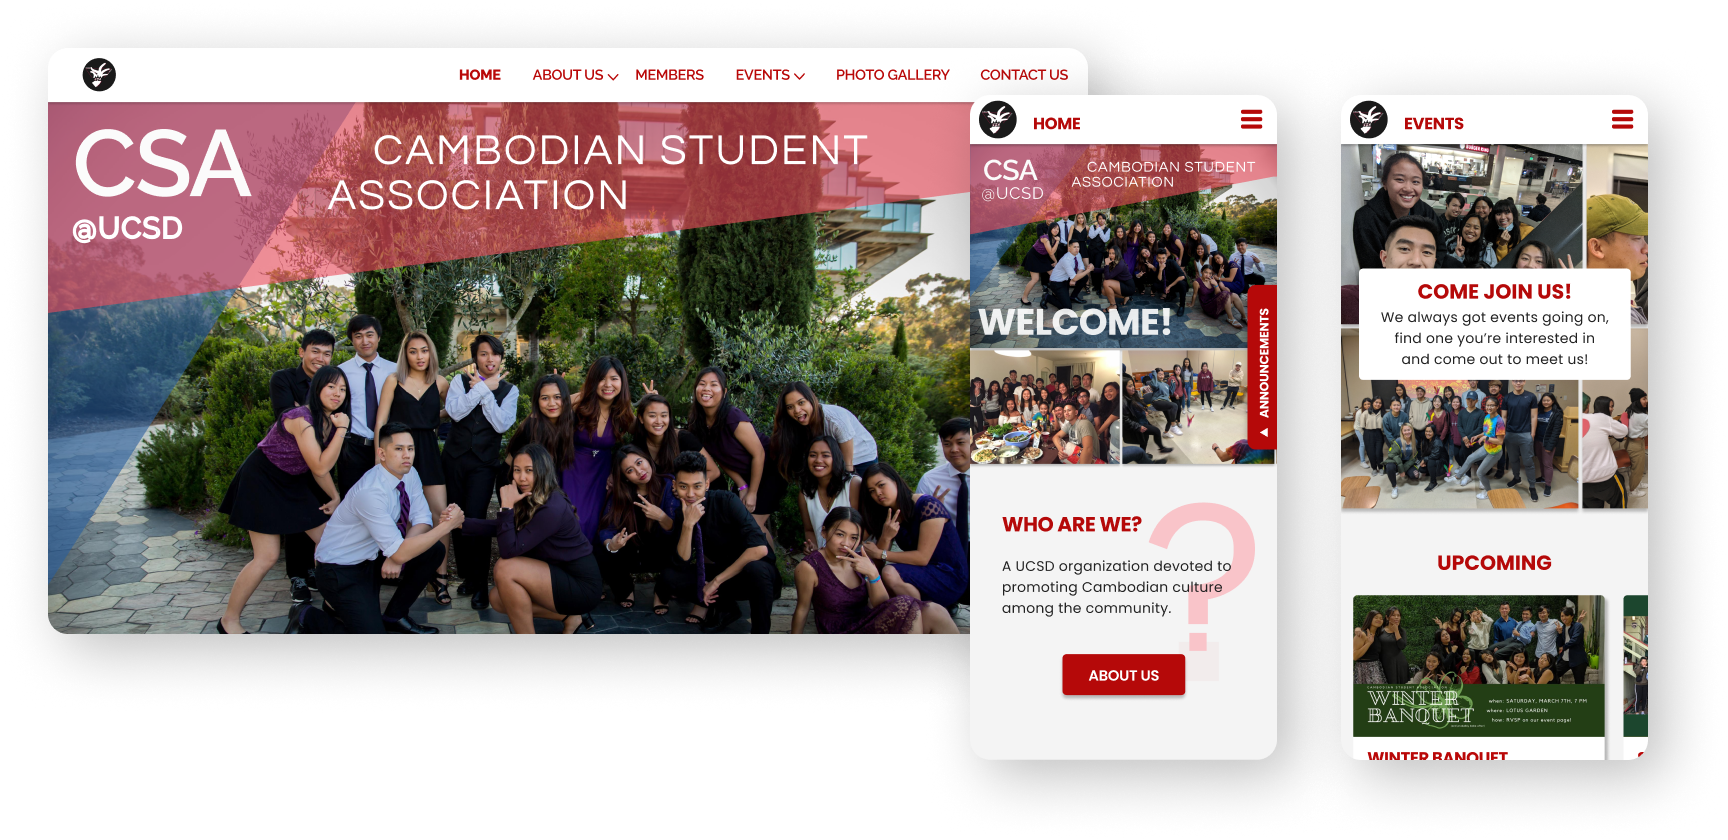 HOME
ABOUT US
MEMBERS
EVENTS
PHOTO GALLERY
CONTACT US
CSA
@UCSD
CAMBODIAN STUDENT
ASSOCIATION
HOME
CSA
@UCSD
CAMBODIAN STUDENT
ASSOCIATION
WELCOME!
ANNOUNCEMENTS
WHO ARE WE?
?
A UCSD organization devoted to
promoting Cambodian culture
among the community.
ABOUT US
EVENTS
COME JOIN US!
We always got events going on,
find one you’re interested in
and come out to meet us!
UPCOMING
CAMBODIAN STUDENT ASSOCIATION
WINTER
BANQUET
when: SATURDAY, MARCH 7TH, 7 PM
where: LOTUS GARDEN
how: RVSP on our event page!
WINTER BANQUET